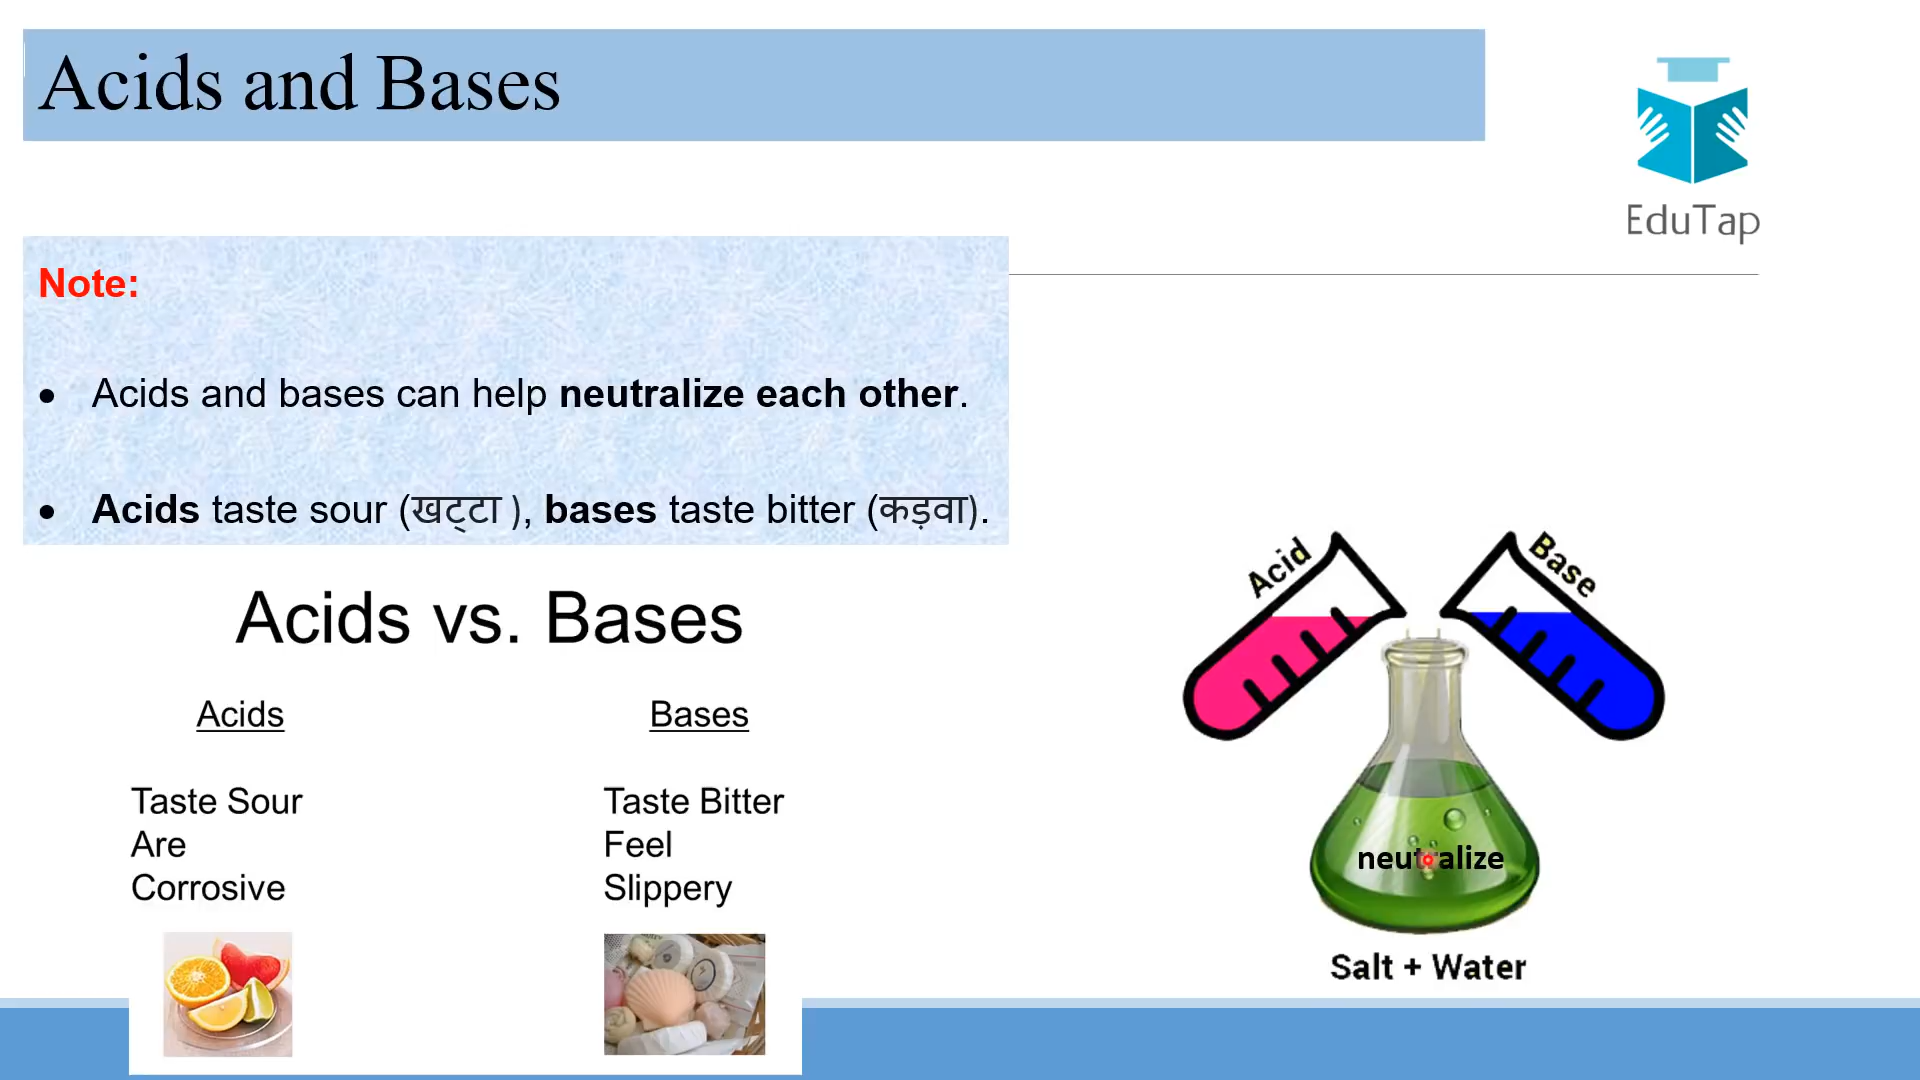 Acids and Bases
EduTap
Note:
• Acids and bases can help neutralize each other.
• Acids taste sour (खट्टा ), bases taste bitter (कड़वा).
Acids vs. Bases
Acids
Taste Sour
Are
Corrosive
Bases
Taste Bitter
Feel
Slippery
Acid
Base
neutralize
Salt + Water